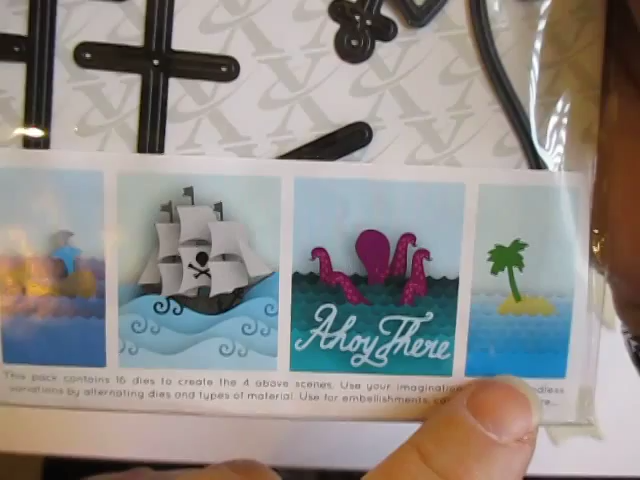 Ahoy There
This pack contains 16 dies to create the 4 above scenes. Use your imagination
variations by alternating dies and types of material. Use for embellishments,